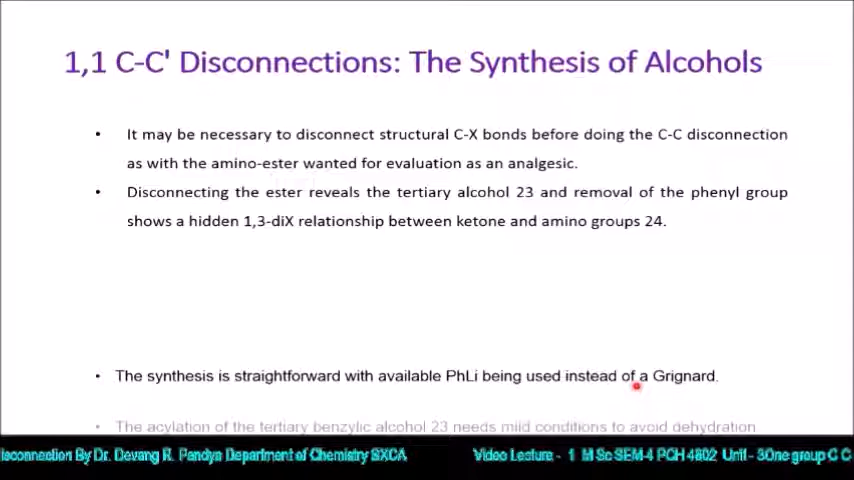 1,1 C-C' Disconnections: The Synthesis of Alcohols
• It may be necessary to disconnect structural C-X bonds before doing the C-C disconnection
as with the amino-ester wanted for evaluation as an analgesic.
• Disconnecting the ester reveals the tertiary alcohol 23 and removal of the phenyl group
shows a hidden 1,3-diX relationship between ketone and amino groups 24.
• The synthesis is straightforward with available PhLi being used instead of a Grignard.
• The acylation of the tertiary benzylic alcohol 23 needs mild conditions to avoid dehydration
isconnection By Dr. Devang R. Pandya Department of Chemistry SXCA Video Lecture - 1 M Sc SEM-4 PCH 4802 Unit - 3One group C C